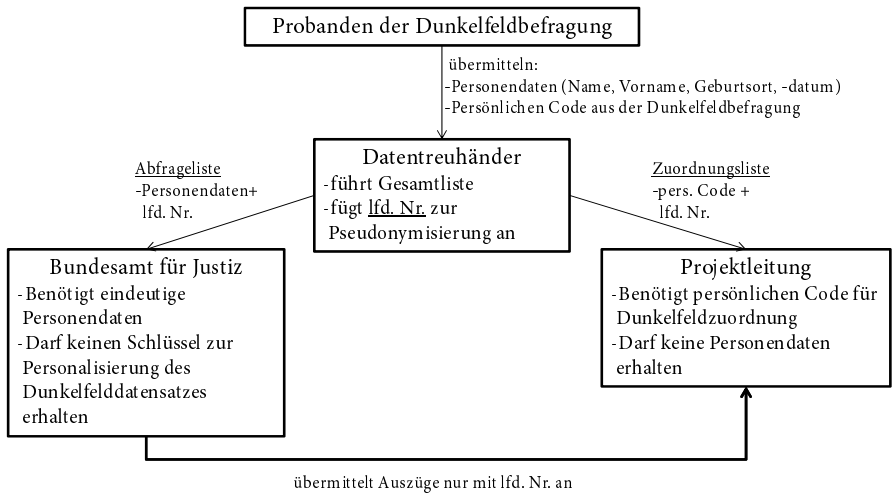 Probanden der Dunkelfeldbefragung
übermitteln:
-Personendaten (Name, Vorname, Geburtsort, -datum)
-Persönlichen Code aus der Dunkelfeldbefragung
Datentreuhänder
-führt Gesamtliste
-fügt lfd. Nr. zur
Pseudonymisierung an
Abfrageliste
-Personendaten+
lfd. Nr.
Zuordnungsliste
-pers. Code +
lfd. Nr.
Bundesamt für Justiz
-Benötigt eindeutige
Personendaten
-Darf keinen Schlüssel zur
Personalisierung des
Dunkelfelddatensatzes
erhalten
Projektleitung
-Benötigt persönlichen Code für
Dunkelfeldzuordnung
-Darf keine Personendaten
erhalten
übermittelt Auszüge nur mit lfd. Nr. an